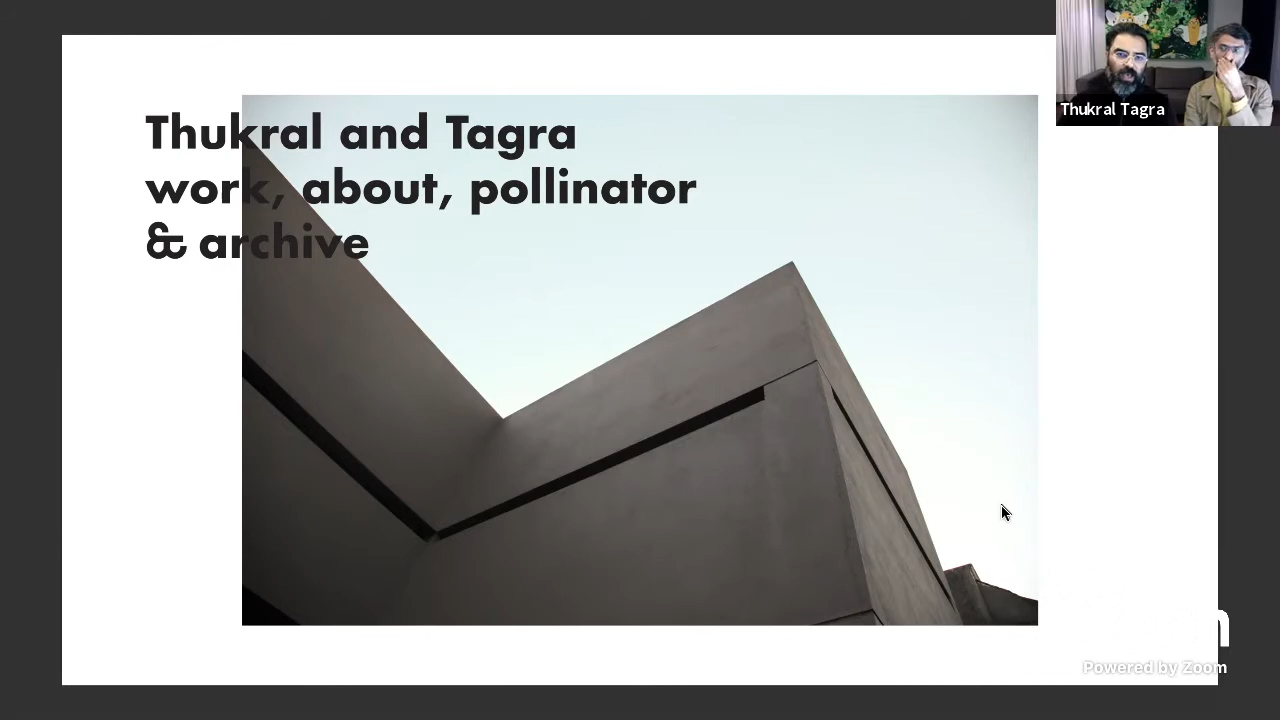 Thukral and Tagra
work, about, pollinator
& archive
Thukral Tagra
Powered by Zoom